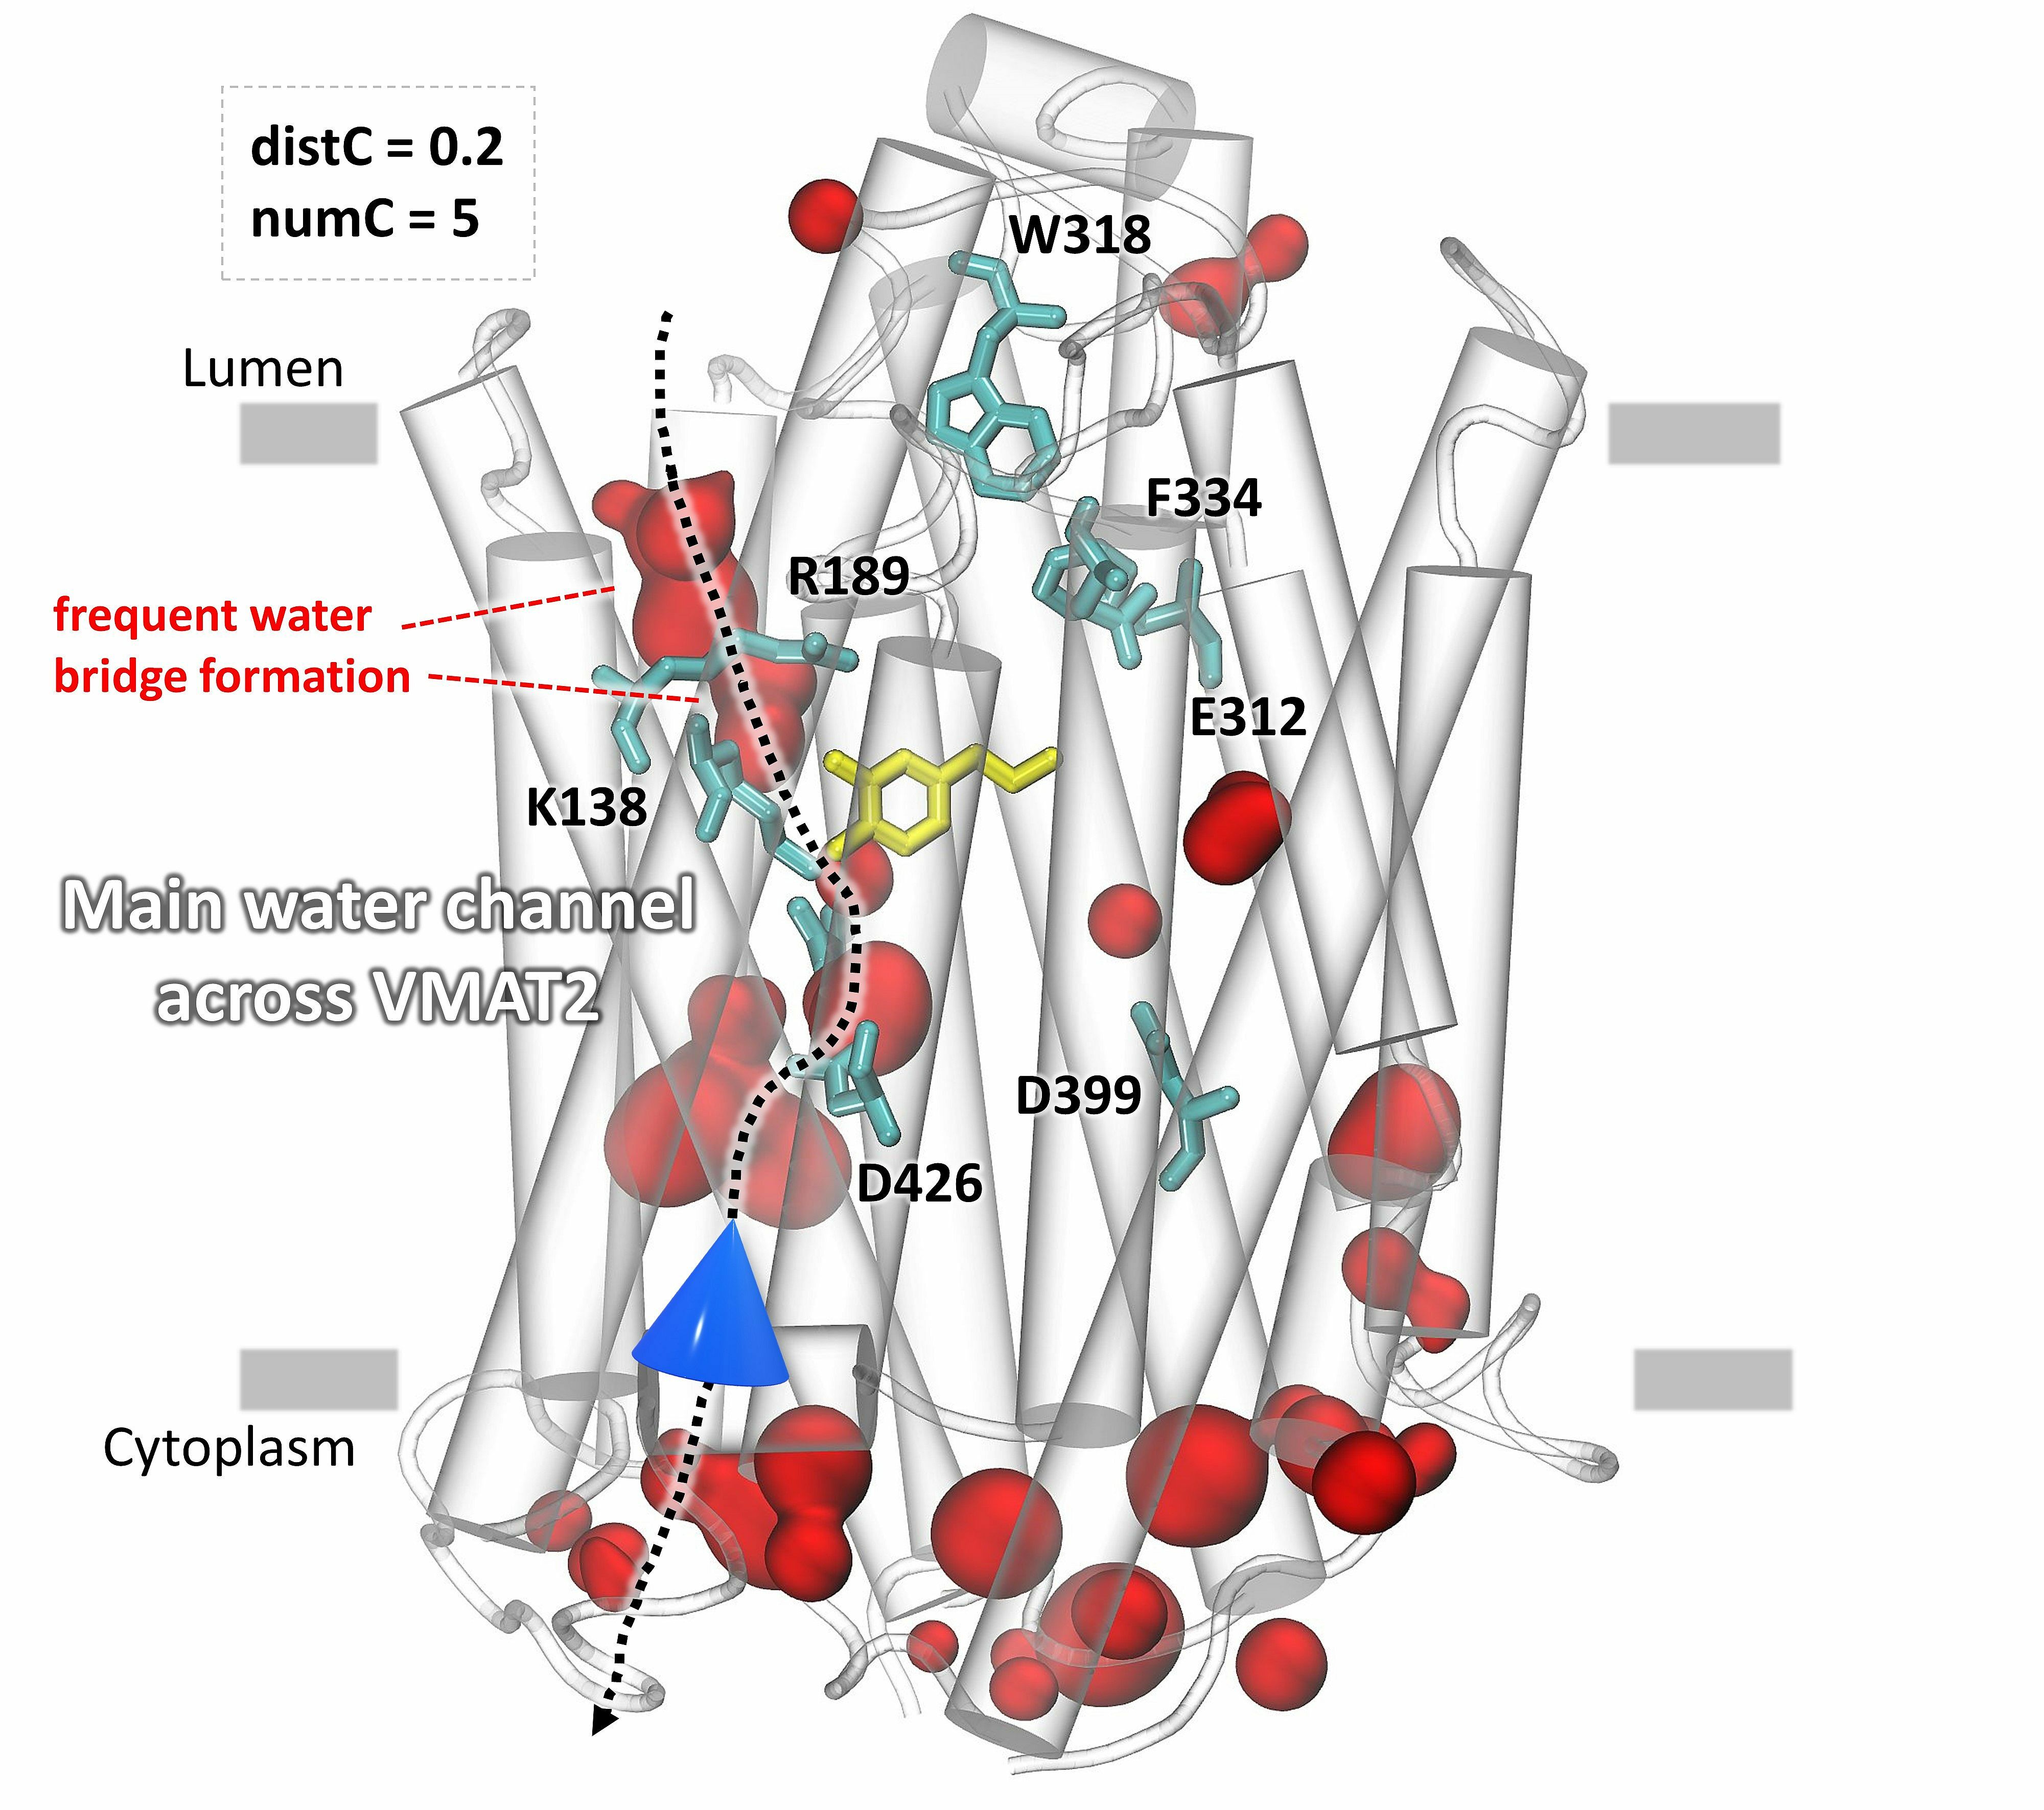 distC = 0.2
numC = 5
W318
Lumen
F334
R189
frequent water
bridge formation
E312
K138
Main water channel
across VMAT2
D399
D426
Cytoplasm